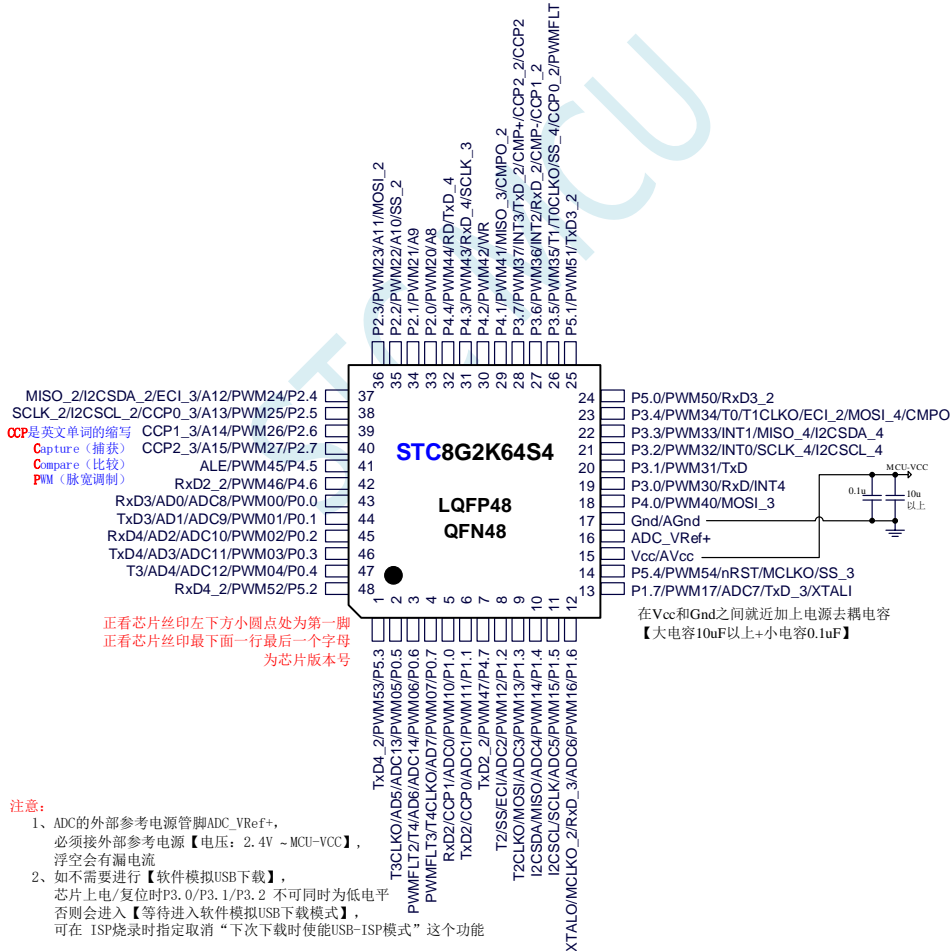 STCMCU
P2.3/PWM23/A11/MOSI_2
P2.2/PWM22/A10/SS_2
P2.1/PWM21/A9
P2.0/PWM20/A8
P4.4/PWM44/RD/TxD_4
P4.3/PWM43/RxD_4/SCLK_3
P4.2/PWM42/WR
P4.1/PWM41/MISO_3/CMPO_2
P3.7/PWM37/INT3/TxD_2/CMP+/CCP2_2/CCP2
P3.6/PWM36/INT2/RxD_2/CMP-/CCP1_2
P3.5/PWM35/T1/T0CLKO/SS_4/CCP0_2/PWMFLT
P5.1/PWM51/TxD3_2
36 35 34 33 32 31 30 29 28 27 26 25
MISO_2/I2CSDA_2/ECI_3/A12/PWM24/P2.4 37
SCLK_2/I2CSCL_2/CCP0_3/A13/PWM25/P2.5 38
CCP1_3/A14/PWM26/P2.6 39
CCP2_3/A15/PWM27/P2.7 40
ALE/PWM45/P4.5 41
RxD2_2/PWM46/P4.6 42
RxD3/AD0/ADC8/PWM00/P0.0 43
TxD3/AD1/ADC9/PWM01/P0.1 44
RxD4/AD2/ADC10/PWM02/P0.2 45
TxD4/AD3/ADC11/PWM03/P0.3 46
T3/AD4/ADC12/PWM04/P0.4 47
RxD4_2/PWM52/P5.2 48
CCP是英文单词的缩写
Capture（捕获）
Compare（比较）
PWM（脉宽调制）
STC8G2K64S4
LQFP48
QFN48
24 P5.0/PWM50/RxD3_2
23 P3.4/PWM34/T0/T1CLKO/ECI_2/MOSI_4/CMPO
22 P3.3/PWM33/INT1/MISO_4/I2CSDA_4
21 P3.2/PWM32/INT0/SCLK_4/I2CSCL_4
20 P3.1/PWM31/TxD
19 P3.0/PWM30/RxD/INT4
18 P4.0/PWM40/MOSI_3
17 Gnd/AGnd
16 ADC_VRef+
15 Vcc/AVcc
14 P5.4/PWM54/nRST/MCLKO/SS_3
13 P1.7/PWM17/ADC7/TxD_3/XTALI
MCU-VCC
0.1u
10u
以上
在Vcc和Gnd之间就近加上电源去耦电容
【大电容10uF以上+小电容0.1uF】
正看芯片丝印左下方小圆点处为第一脚
正看芯片丝印最下面一行最后一个字母
为芯片版本号
1 2 3 4 5 6 7 8 9 10 11 12
TxD4_2/PWM53/P5.3
T3CLKO/AD5/ADC13/PWM05/P0.5
PWMFLT2/T4/AD6/ADC14/PWM06/P0.6
PWMFLT3/T4CLKO/AD7/PWM07/P0.7
RxD2/CCP1/ADC0/PWM10/P1.0
TxD2/CCP0/ADC1/PWM11/P1.1
TxD2_2/PWM47/P4.7
T2/SS/ECI/ADC2/PWM12/P1.2
T2CLKO/MOSI/ADC3/PWM13/P1.3
I2CSDA/MISO/ADC4/PWM14/P1.4
I2CSCL/SCLK/ADC5/PWM15/P1.5
XTALO/MCLKO_2/RxD_3/ADC6/PWM16/P1.6
注意:
1、ADC的外部参考电源管脚ADC_VRef+,
必须接外部参考电源【电压：2.4V ~MCU-VCC】,
浮空会有漏电流
2、如不需要进行【软件模拟USB下载】,
芯片上电/复位时P3.0/P3.1/P3.2 不可同时为低电平
否则会进入【等待进入软件模拟USB下载模式】,
可在 ISP烧录时指定取消“下次下载时使能USB-ISP模式”这个功能